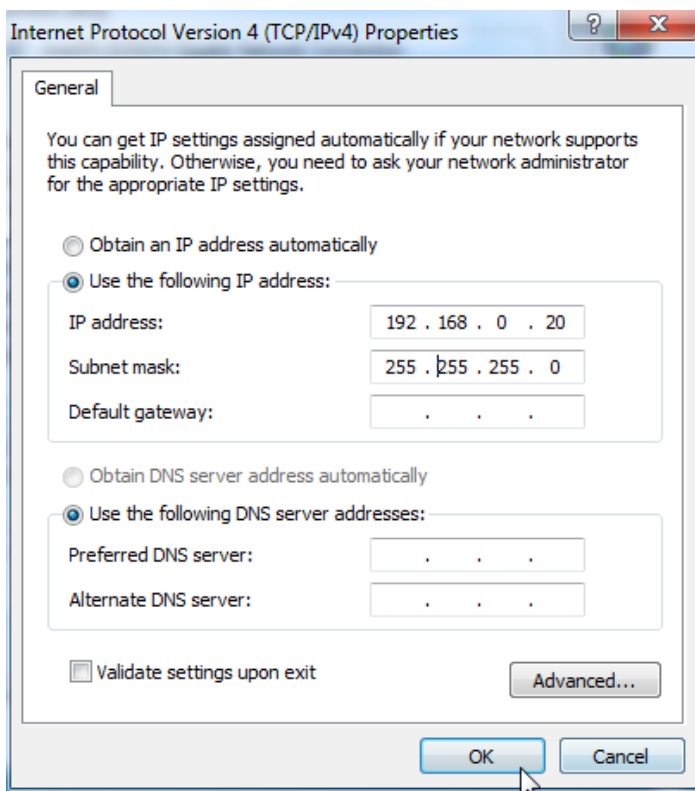 Internet Protocol Version 4 (TCP/IPv4) Properties
General
You can get IP settings assigned automatically if your network supports
this capability. Otherwise, you need to ask your network administrator
for the appropriate IP settings.
Obtain an IP address automatically
Use the following IP address:
IP address: 192 . 168 . 0 . 20
Subnet mask: 255 . 255 . 255 . 0
Default gateway: . . .
Obtain DNS server address automatically
Use the following DNS server addresses:
Preferred DNS server: . . .
Alternate DNS server: . . .
Validate settings upon exit
Advanced...
OK Cancel